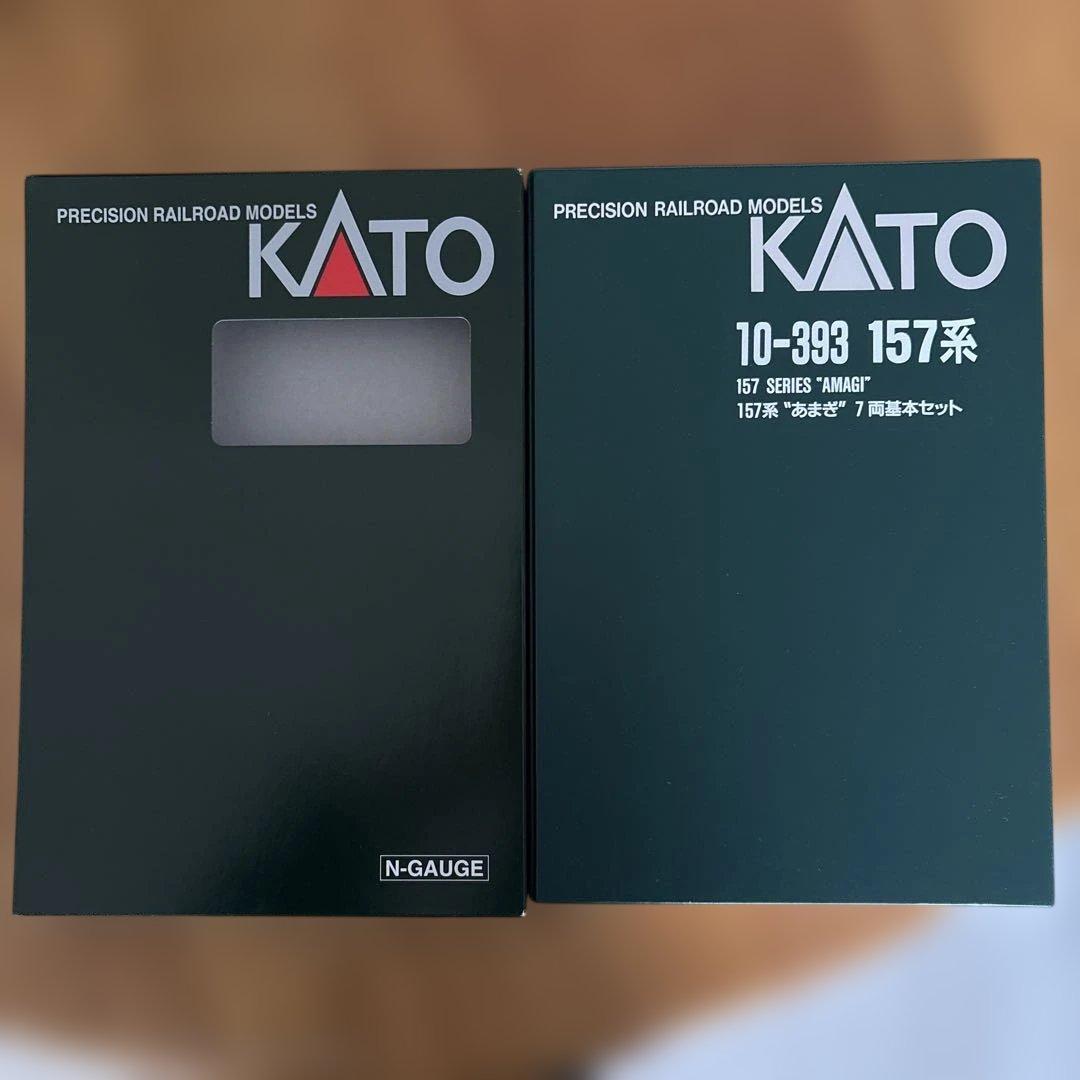 PRECISION RAILROAD MODELS
KATO
N-GAUGE
PRECISION RAILROAD MODELS
KATO
10-393 157系
157 SERIES "AMAGI"
157系 "あまぎ" 7両基本セット